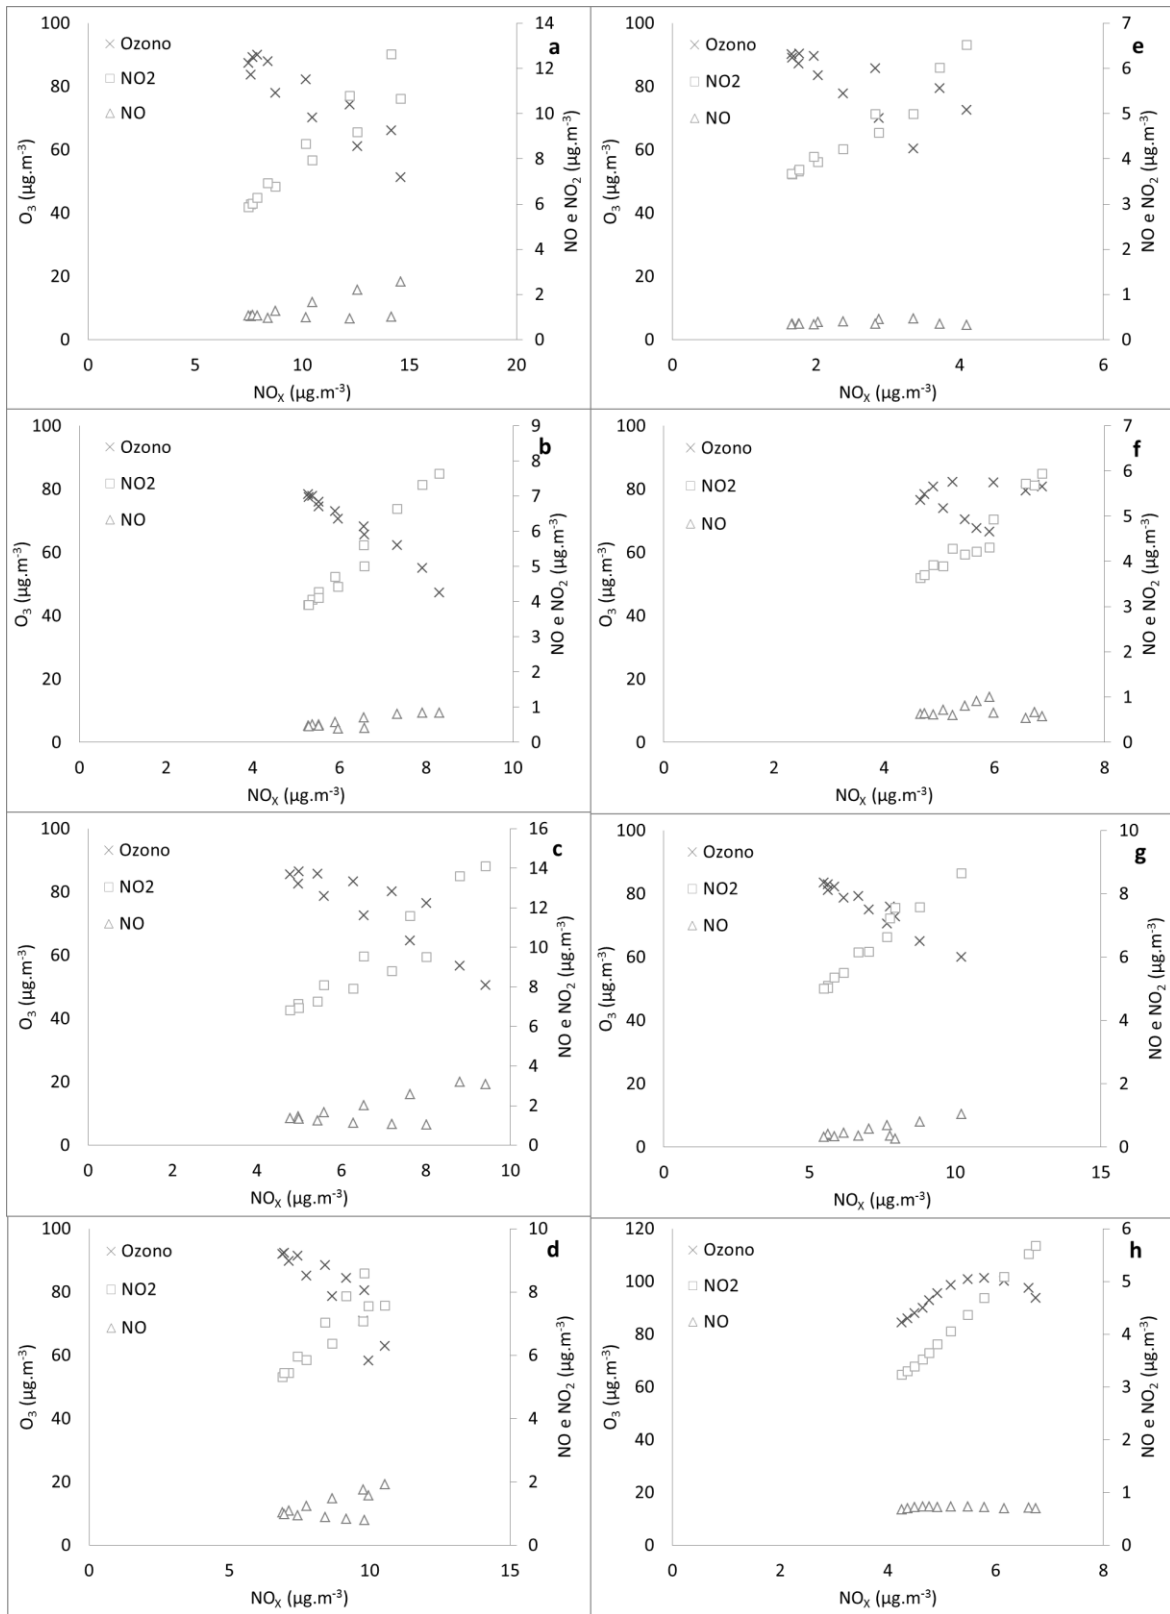 100
80
60
40
20
0
O₃ (µg.m⁻³)
× Ozono
□ NO2
△ NO
a
14
12
10
8
6
4
2
0
NO e NO₂ (µg.m⁻³)
0 5 10 15 20
NOₓ (µg.m⁻³)
100
80
60
40
20
0
O₃ (µg.m⁻³)
× Ozono
□ NO2
△ NO
e
7
6
5
4
3
2
1
0
NO e NO₂ (µg.m⁻³)
0 2 4 6
NOₓ (µg.m⁻³)
100
80
60
40
20
0
O₃ (µg.m⁻³)
× Ozono
□ NO2
△ NO
b
9
8
7
6
5
4
3
2
1
0
NO e NO₂ (µg.m⁻³)
0 2 4 6 8 10
NOₓ (µg.m⁻³)
100
80
60
40
20
0
O₃ (µg.m⁻³)
× Ozono
□ NO2
△ NO
f
7
6
5
4
3
2
1
0
NO e NO₂ (µg.m⁻³)
0 2 4 6 8
NOₓ (µg.m⁻³)
100
80
60
40
20
0
O₃ (µg.m⁻³)
× Ozono
□ NO2
△ NO
c
16
14
12
10
8
6
4
2
0
NO e NO₂ (µg.m⁻³)
0 2 4 6 8 10
NOₓ (µg.m⁻³)
100
80
60
40
20
0
O₃ (µg.m⁻³)
× Ozono
□ NO2
△ NO
g
10
8
6
4
2
0
NO e NO₂ (µg.m⁻³)
0 5 10 15
NOₓ (µg.m⁻³)
100
80
60
40
20
0
O₃ (µg.m⁻³)
× Ozono
□ NO2
△ NO
d
10
8
6
4
2
0
NO e NO₂ (µg.m⁻³)
0 5 10 15
NOₓ (µg.m⁻³)
120
100
80
60
40
20
0
O₃ (µg.m⁻³)
× Ozono
□ NO2
△ NO
h
6
5
4
3
2
1
0
NO e NO₂ (µg.m⁻³)
0 2 4 6 8
NOₓ (µg.m⁻³)